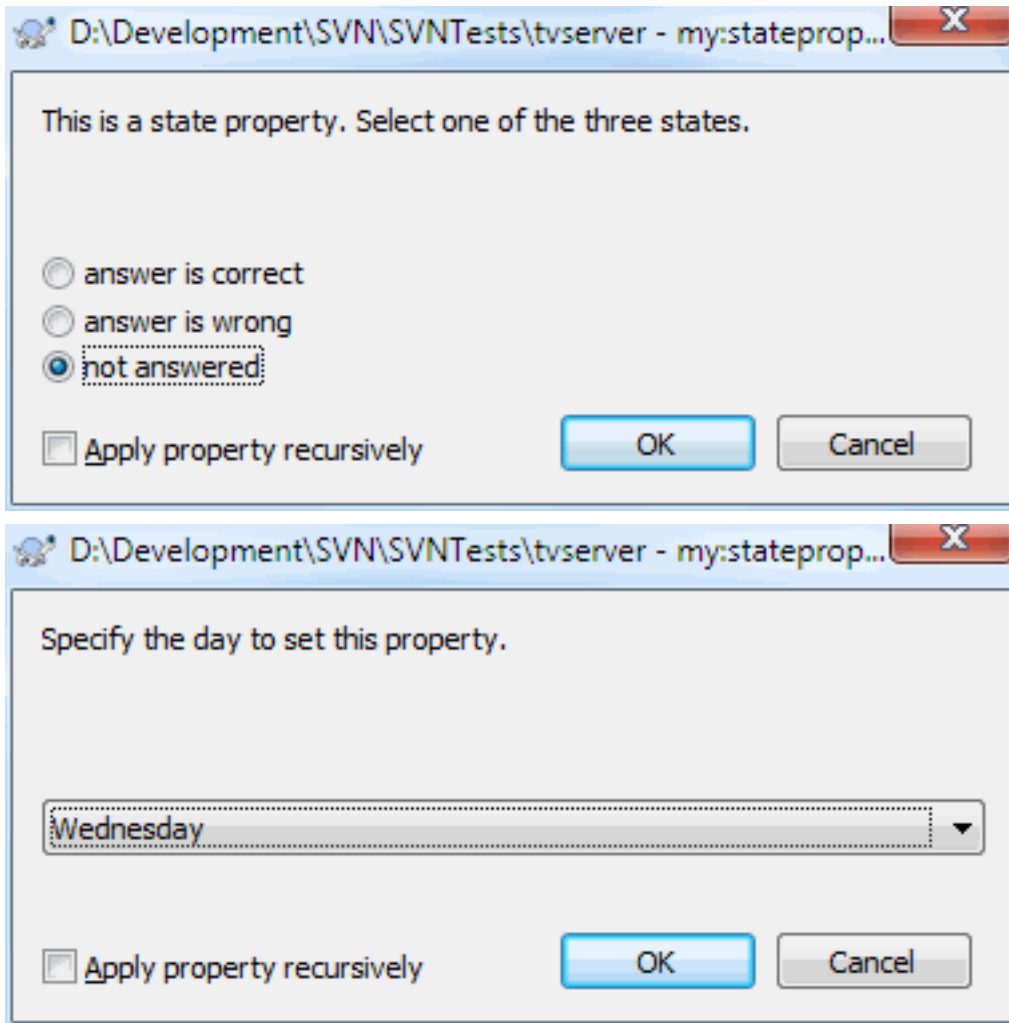 D:\Development\SVN\SVNTests\tvserver - my:stateprop...
This is a state property. Select one of the three states.
answer is correct
answer is wrong
not answered
Apply property recursively OK Cancel
D:\Development\SVN\SVNTests\tvserver - my:stateprop...
Specify the day to set this property.
Wednesday
Apply property recursively OK Cancel